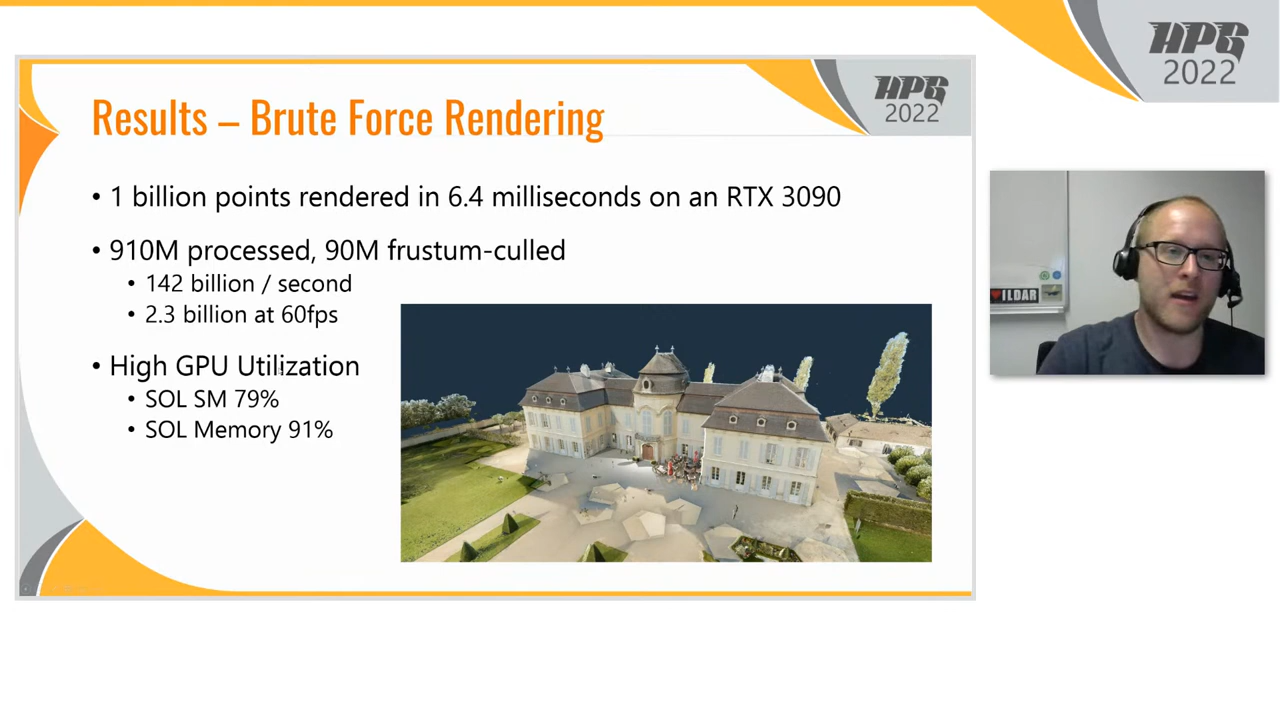 HPG
2022
HPG
2022
Results – Brute Force Rendering
• 1 billion points rendered in 6.4 milliseconds on an RTX 3090
• 910M processed, 90M frustum-culled
• 142 billion / second
• 2.3 billion at 60fps
• High GPU Utilization
• SOL SM 79%
• SOL Memory 91%
ILDAR